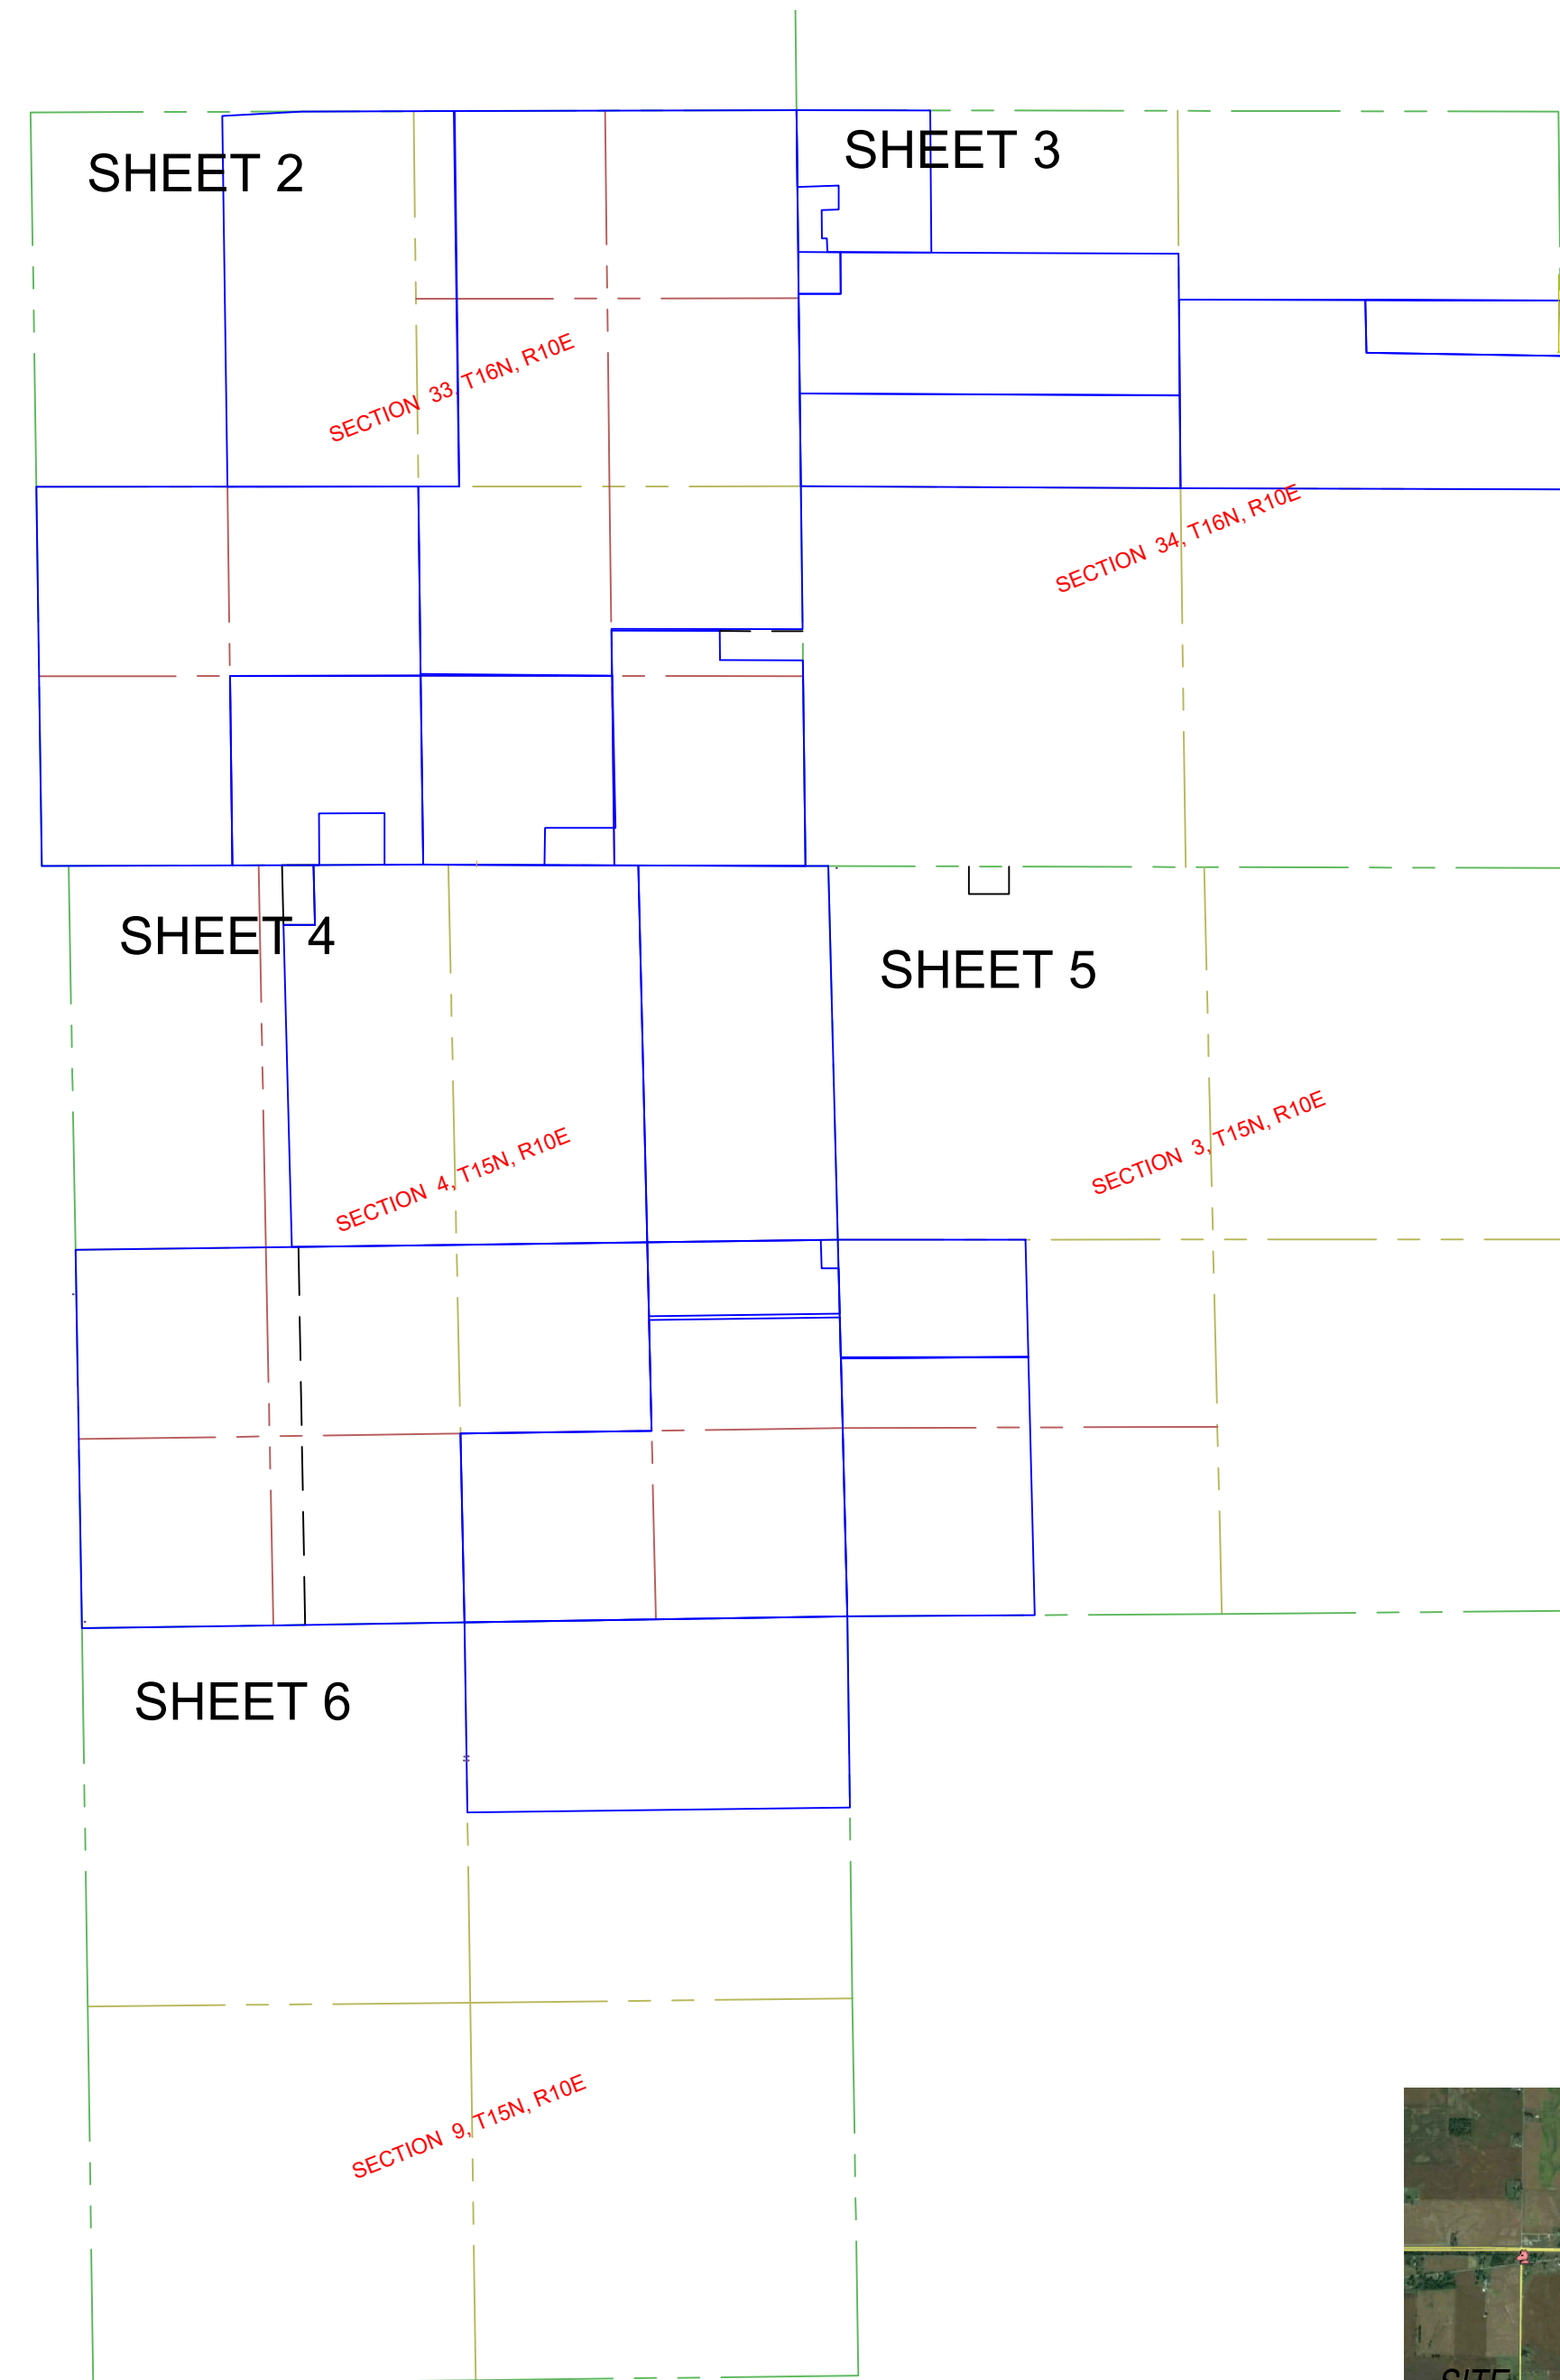 SHEET 2
SHEET 3
SECTION 33, T16N, R10E
SECTION 34, T16N, R10E
SHEET 4
SHEET 5
SECTION 4, T15N, R10E
SECTION 3, T15N, R10E
SHEET 6
SECTION 9, T15N, R10E
SITE